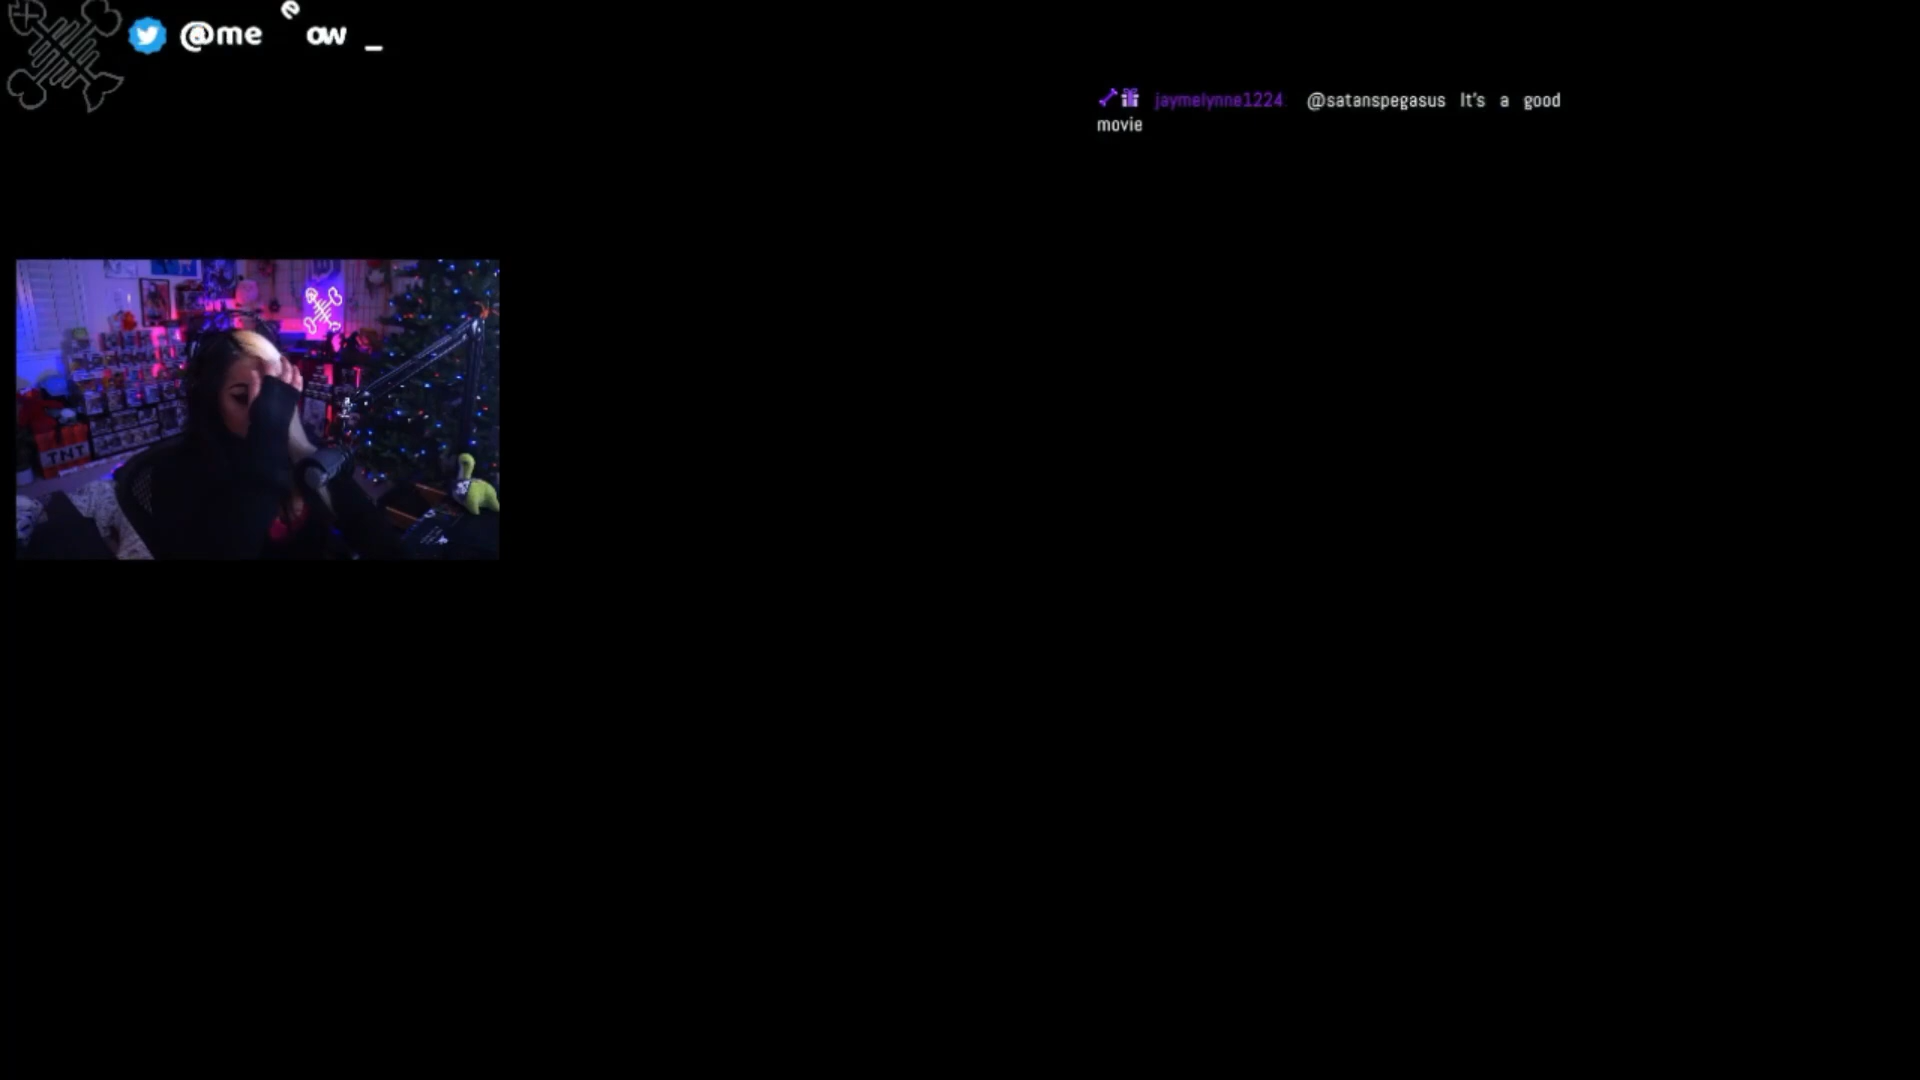 @me e ow _
jaymelynne1224 @satanspegasus It's a good
movie
TNT